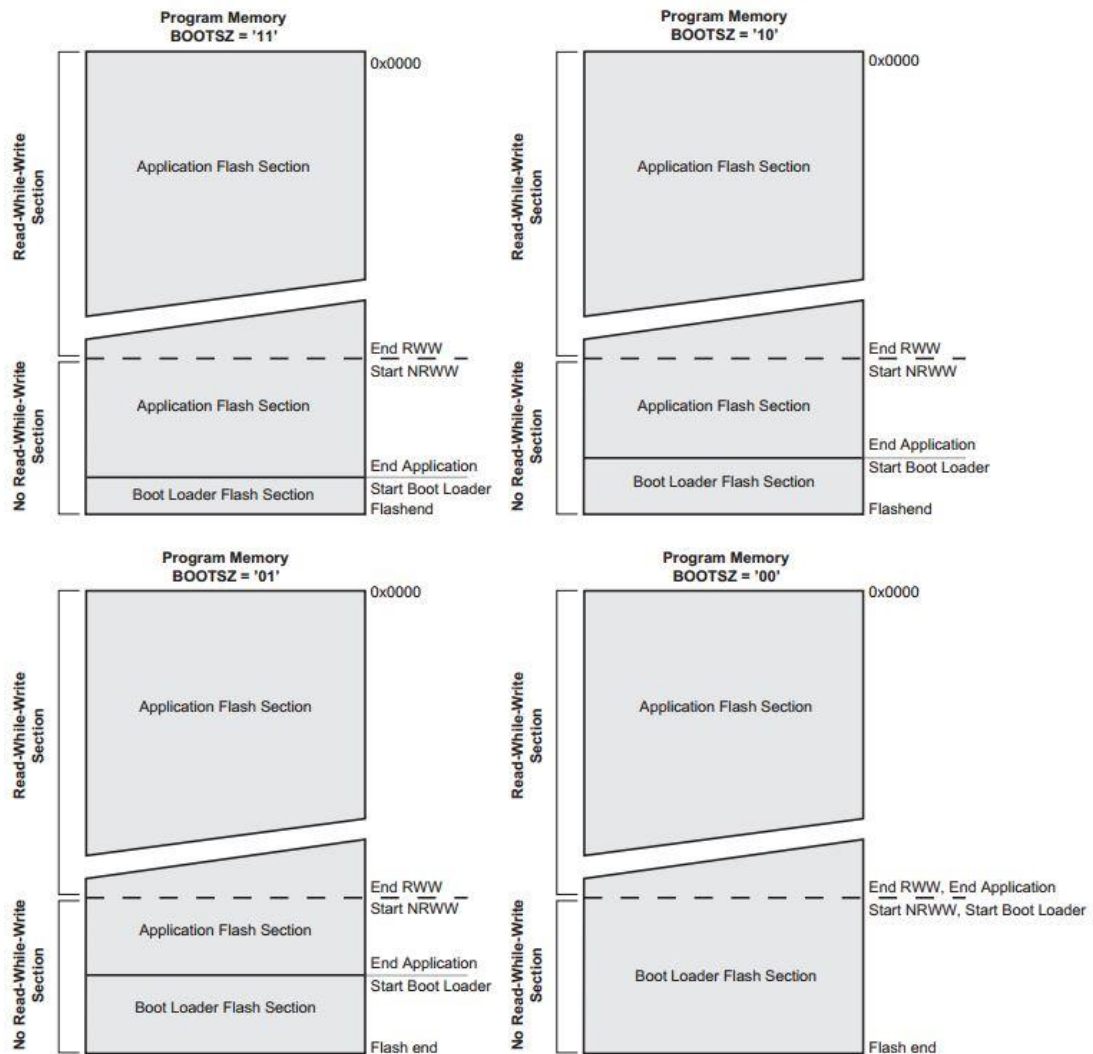 Program Memory
BOOTSZ = '11'
0x0000
Read-While-Write
Section
Application Flash Section
End RWW
Start NRWW
No Read-While-Write
Section
Application Flash Section
End Application
Start Boot Loader
Boot Loader Flash Section
Flashend
Program Memory
BOOTSZ = '10'
0x0000
Read-While-Write
Section
Application Flash Section
End RWW
Start NRWW
No Read-While-Write
Section
Application Flash Section
End Application
Start Boot Loader
Boot Loader Flash Section
Flashend
Program Memory
BOOTSZ = '01'
0x0000
Read-While-Write
Section
Application Flash Section
End RWW
Start NRWW
No Read-While-Write
Section
Application Flash Section
End Application
Start Boot Loader
Boot Loader Flash Section
Flash end
Program Memory
BOOTSZ = '00'
0x0000
Read-While-Write
Section
Application Flash Section
End RWW, End Application
Start NRWW, Start Boot Loader
No Read-While-Write
Section
Boot Loader Flash Section
Flash end